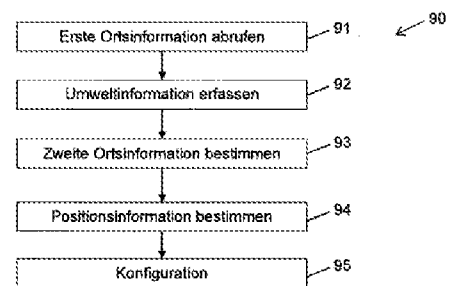 90
Erste Ortsinformation abrufen 91
Umweltinformation erfassen 92
Zweite Ortsinformation bestimmen 93
Positionsinformation bestimmen 94
Konfiguration 95